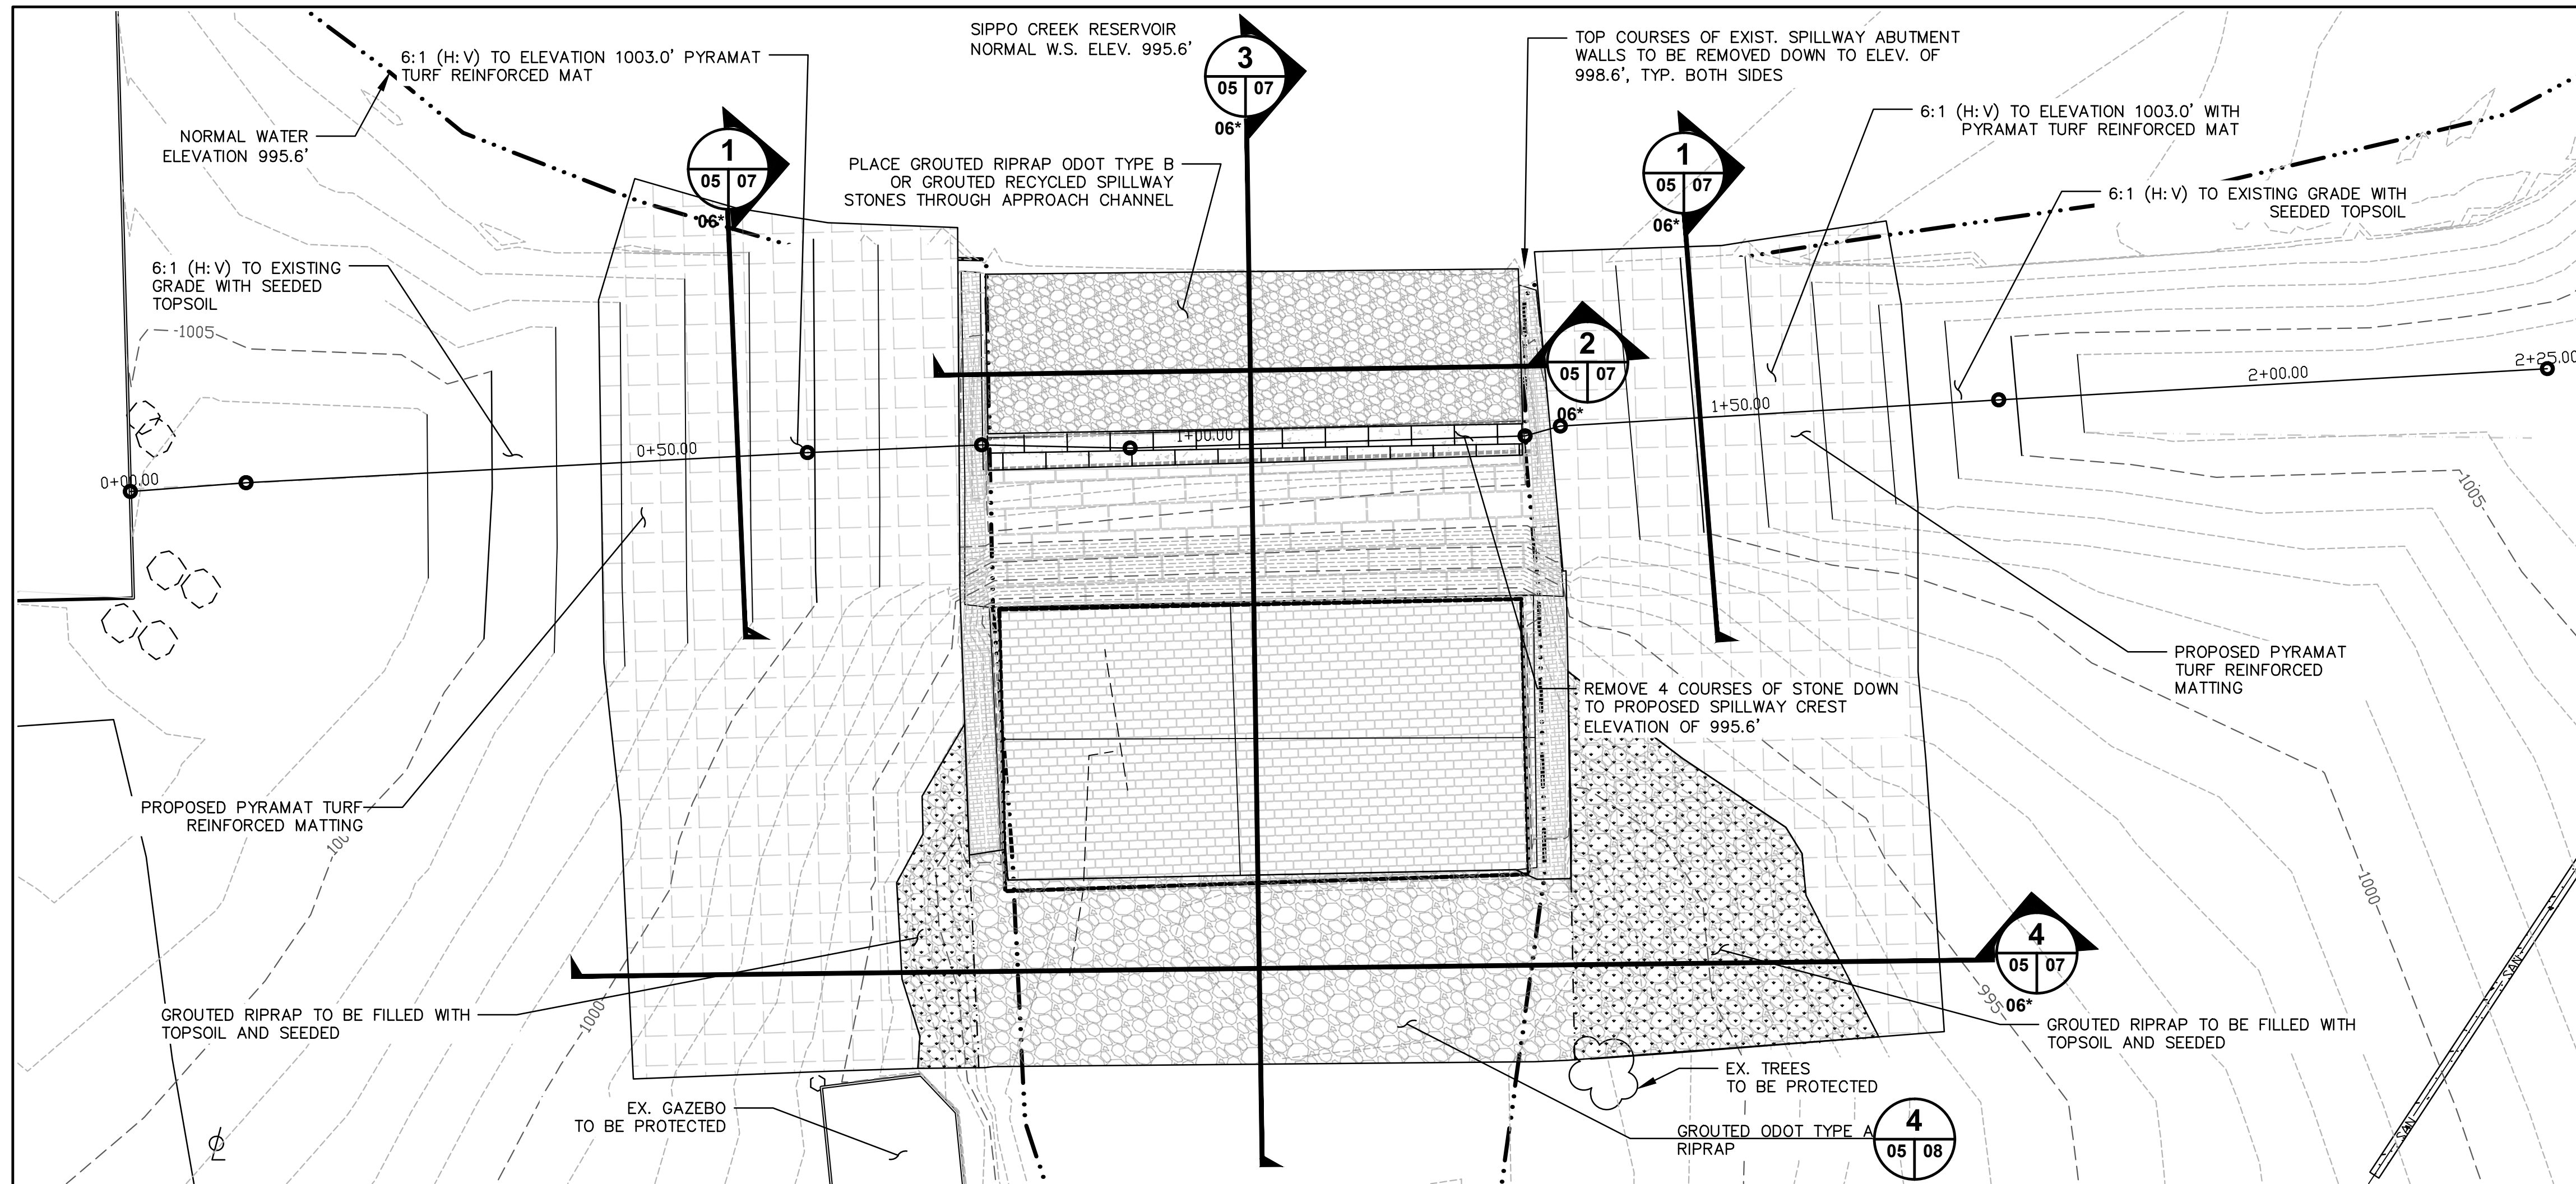 SIPPO CREEK RESERVOIR
NORMAL W.S. ELEV. 995.6'
6:1 (H:V) TO ELEVATION 1003.0' PYRAMAT
TURF REINFORCED MAT
NORMAL WATER
ELEVATION 995.6'
3
05 07
06*
TOP COURSES OF EXIST. SPILLWAY ABUTMENT
WALLS TO BE REMOVED DOWN TO ELEV. OF
998.6', TYP. BOTH SIDES
6:1 (H:V) TO ELEVATION 1003.0' WITH
PYRAMAT TURF REINFORCED MAT
1
05 07
06*
PLACE GROUTED RIPRAP ODOT TYPE B
OR GROUTED RECYCLED SPILLWAY
STONES THROUGH APPROACH CHANNEL
1
05 07
06*
6:1 (H:V) TO EXISTING GRADE WITH
SEEDED TOPSOIL
6:1 (H:V) TO EXISTING
GRADE WITH SEEDED
TOPSOIL
1005
2
05 07
06*
0+00.00
0+50.00
1+00.00
1+50.00
2+00.00
2+25.00
1005
PROPOSED PYRAMAT
TURF REINFORCED
MATTING
REMOVE 4 COURSES OF STONE DOWN
TO PROPOSED SPILLWAY CREST
ELEVATION OF 995.6'
PROPOSED PYRAMAT TURF
REINFORCED MATTING
1000
4
05 07
06*
995
1000
GROUTED RIPRAP TO BE FILLED WITH
TOPSOIL AND SEEDED
GROUTED RIPRAP TO BE FILLED WITH
TOPSOIL AND SEEDED
EX. TREES
TO BE PROTECTED
EX. GAZEBO
TO BE PROTECTED
GROUTED ODOT TYPE A
RIPRAP
4
05 08
SAN
SAN